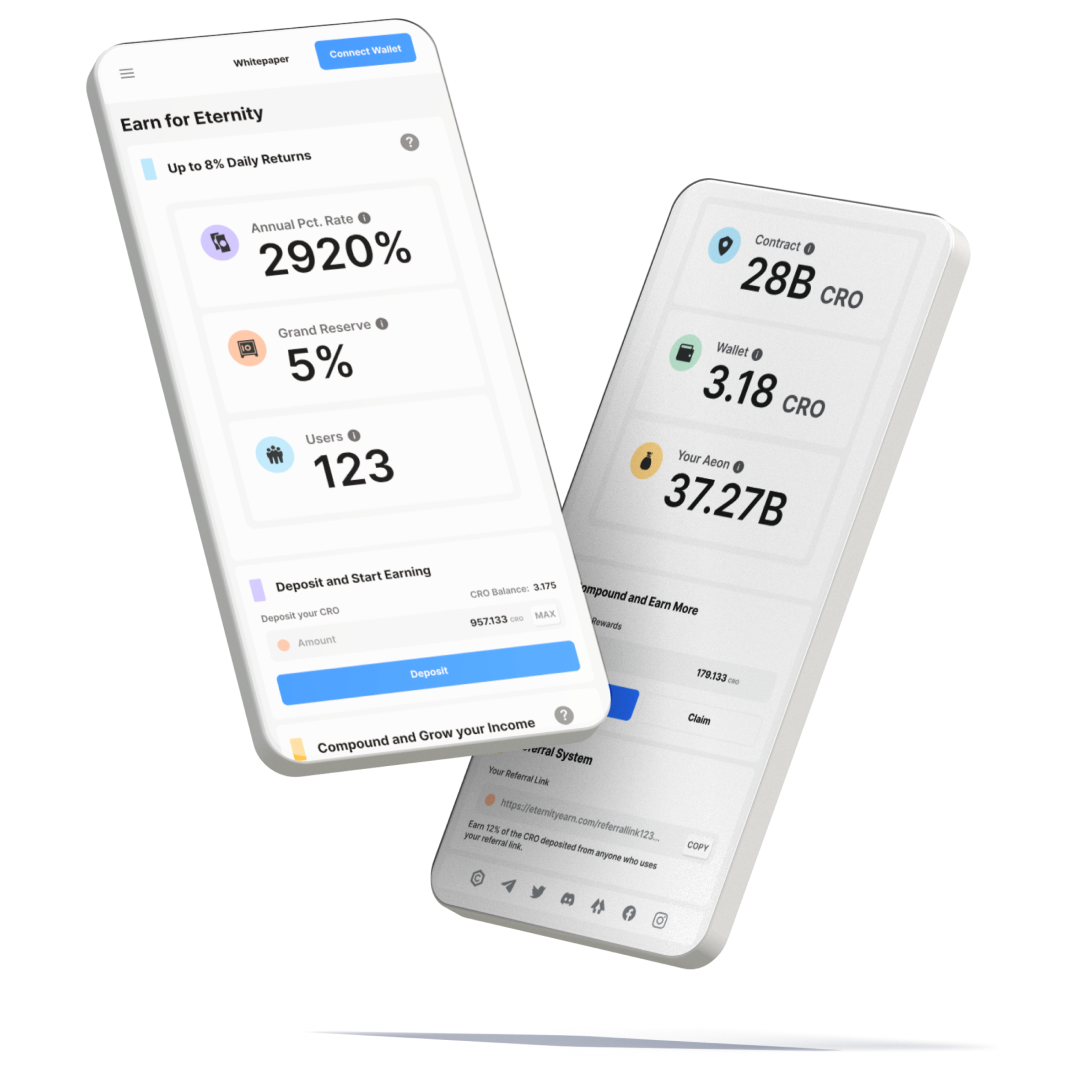 Whitepaper
Connect Wallet
Earn for Eternity
Up to 8% Daily Returns
?
Annual Pct. Rate i
2920%
Grand Reserve i
5%
Users i
123
Deposit and Start Earning
Deposit your CRO
CRO Balance: 3.175
Amount
957.133 CRO
MAX
Deposit
Compound and Grow your Income
?
Contract i
28B CRO
Wallet i
3.18 CRO
Your Aeon i
37.27B
ompound and Earn More
Rewards
179.133 CRO
Claim
erral System
Your Referral Link
https://eternityearn.com/referrallink123...
COPY
Earn 12% of the CRO deposited from anyone who uses
your referral link.